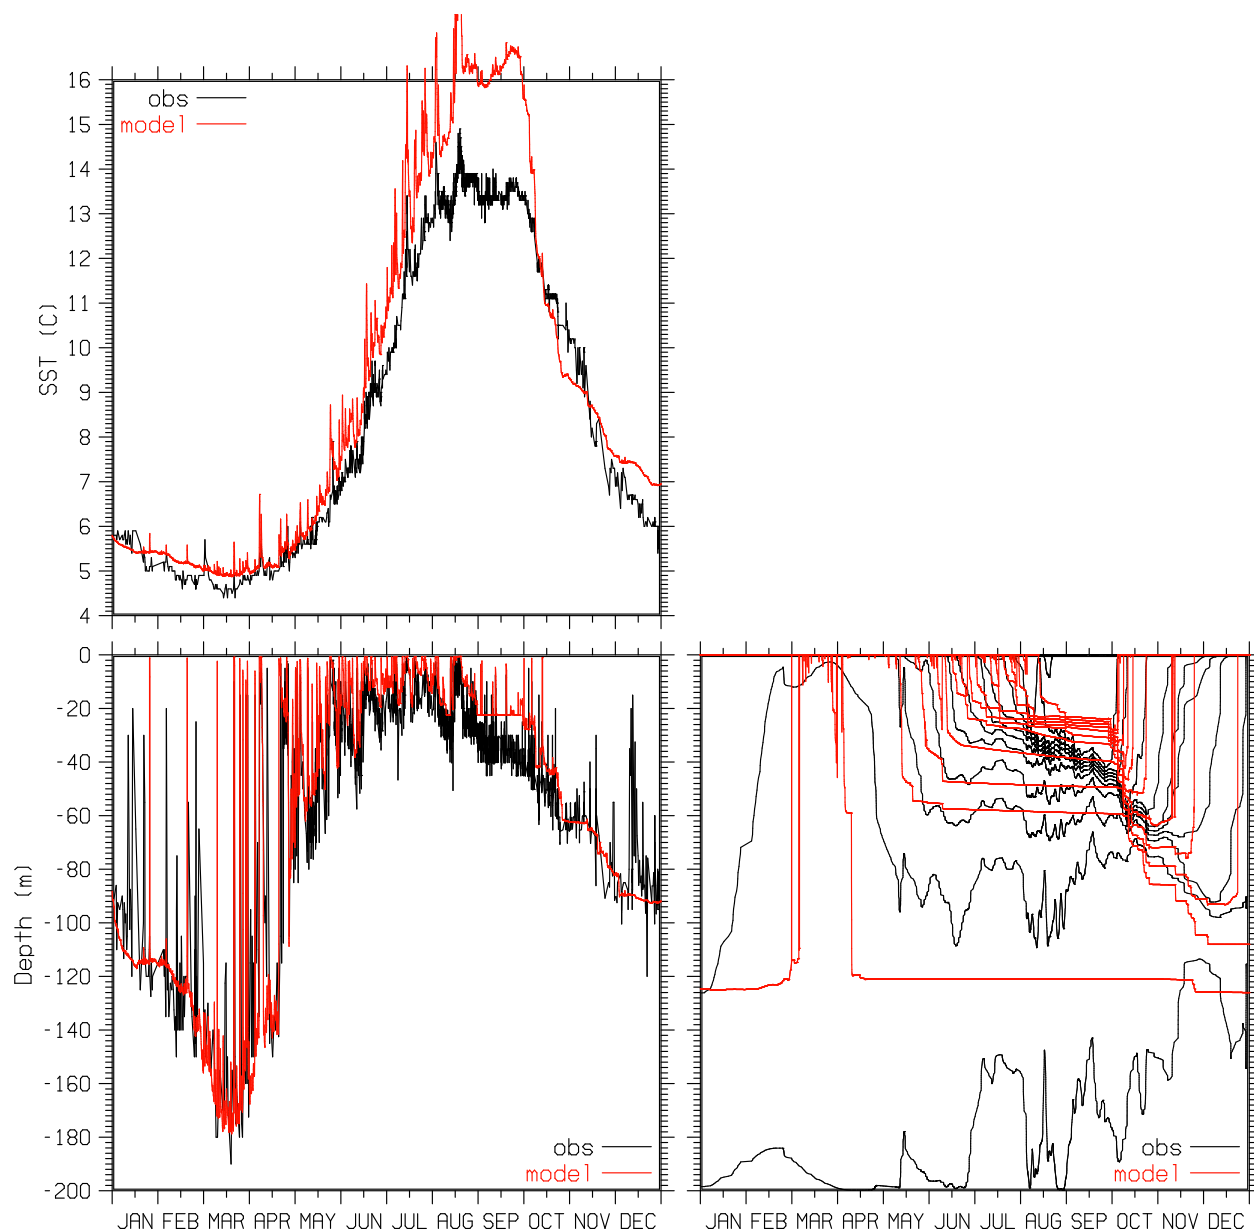 16
obs
model
15
14
13
12
11
10
9
8
7
6
5
4
SST (C)
0
-20
-40
-60
-80
-100
-120
-140
-160
-180
-200
Depth (m)
obs
model
obs
model
JAN FEB MAR APR MAY JUN JUL AUG SEP OCT NOV DEC
JAN FEB MAR APR MAY JUN JUL AUG SEP OCT NOV DEC